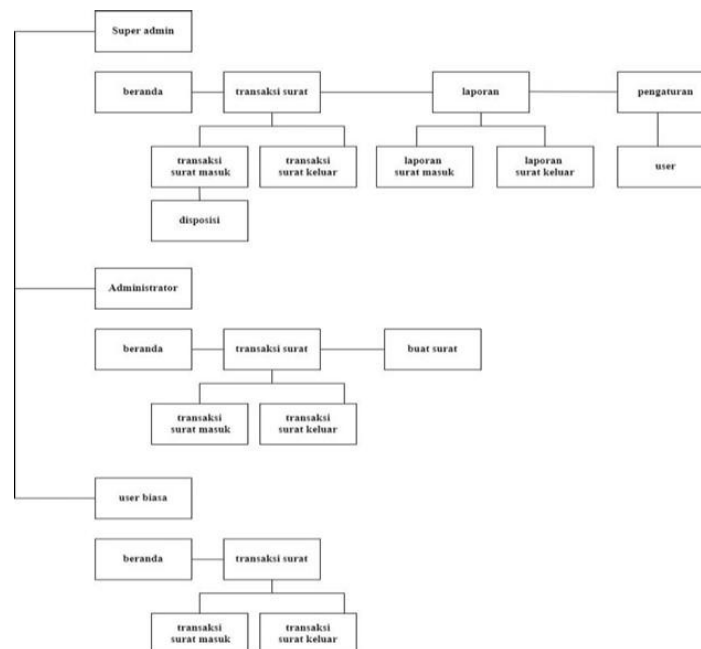 Super admin
beranda
transaksi surat
laporan
pengaturan
transaksi
surat masuk
transaksi
surat keluar
laporan
surat masuk
laporan
surat keluar
user
disposisi
Administrator
beranda
transaksi surat
buat surat
transaksi
surat masuk
transaksi
surat keluar
user biasa
beranda
transaksi surat
transaksi
surat masuk
transaksi
surat keluar